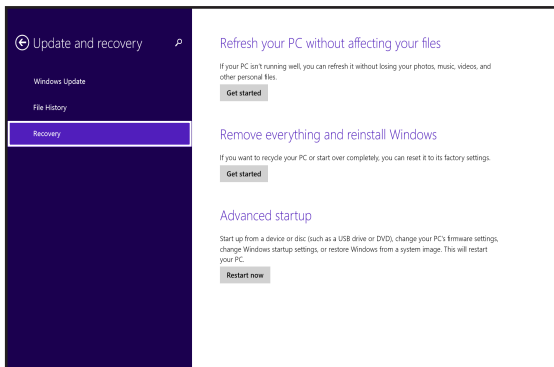 Update and recovery
Windows Update
File History
Recovery
Refresh your PC without affecting your files
If your PC isn't running well, you can refresh it without losing your photos, music, videos, and
other personal files.
Get started
Remove everything and reinstall Windows
If you want to recycle your PC or start over completely, you can reset it to its factory settings.
Get started
Advanced startup
Start up from a device or disc (such as a USB drive or DVD), change your PC's firmware settings,
change Windows startup settings, or restore Windows from a system image. This will restart
your PC.
Restart now